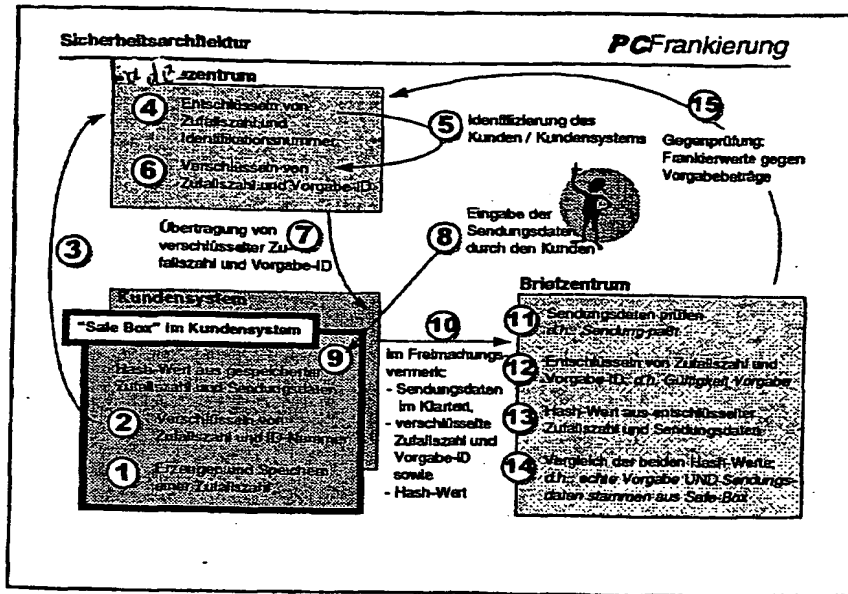 Sicherheitsarchitektur
PCFrankierung
zentrum
4
Entschlüsseln von
Zufallszahl und
Identifikationsnummer
6
Verschlüsseln von
Zufallszahl und Vorgabe-ID
5
Identifizierung des
Kunden / Kundensystems
15
Gegenprüfung:
Frankierwerte gegen
Vorgabebeträge
3
Übertragung von
verschlüsselter Zu-
fallszahl und Vorgabe-ID
7
8
Eingabe der
Sendungsdaten
durch den Kunden
Kundensystem
"Safe Box" im Kundensystem
9
Hash-Wert aus gespeicherter
Zufallszahl und Sendungsdaten
2
Verschlüsseln von
Zufallszahl und ID-Nummer
1
Erzeugen und Speichern
einer Zufallszahl
10
im Freimachungs-
vermerk:
- Sendungsdaten
im Klartext,
- verschlüsselte
Zufallszahl und
Vorgabe-ID
sowie
- Hash-Wert
Briefzentrum
11
Sendungsdaten prüfen
d.h.: Sendung paßt
12
Entschlüsseln von Zufallszahl und
Vorgabe-ID; d.h. Gültigkeit Vorgabe
13
Hash-Wert aus entschlüsselter
Zufallszahl und Sendungsdaten
14
Vergleich der beiden Hash-Werte;
d.h.: echte Vorgabe UND Sendungs-
daten stammen aus Safe-Box